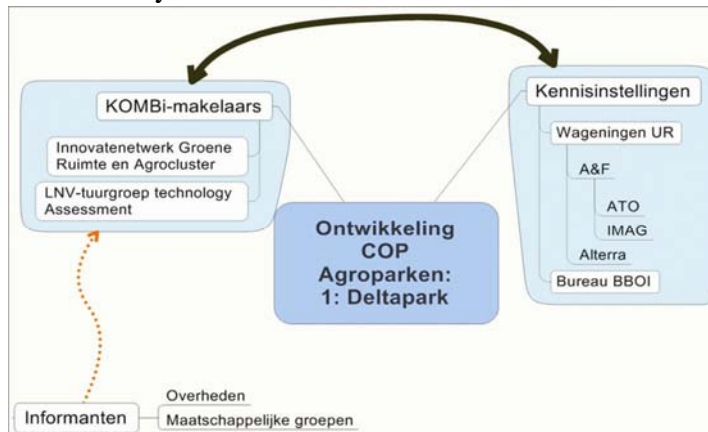 KOMBi-makelaars
Innovatenetwerk Groene
Ruimte en Agrocluster
LNV-tuurgroep technology
Assessment
Kennisinstellingen
Wageningen UR
A&F
ATO
IMAG
Alterra
Bureau BBOI
Ontwikkeling
COP
Agroparken:
1: Deltapark
Informanten
Overheden
Maatschappelijke groepen